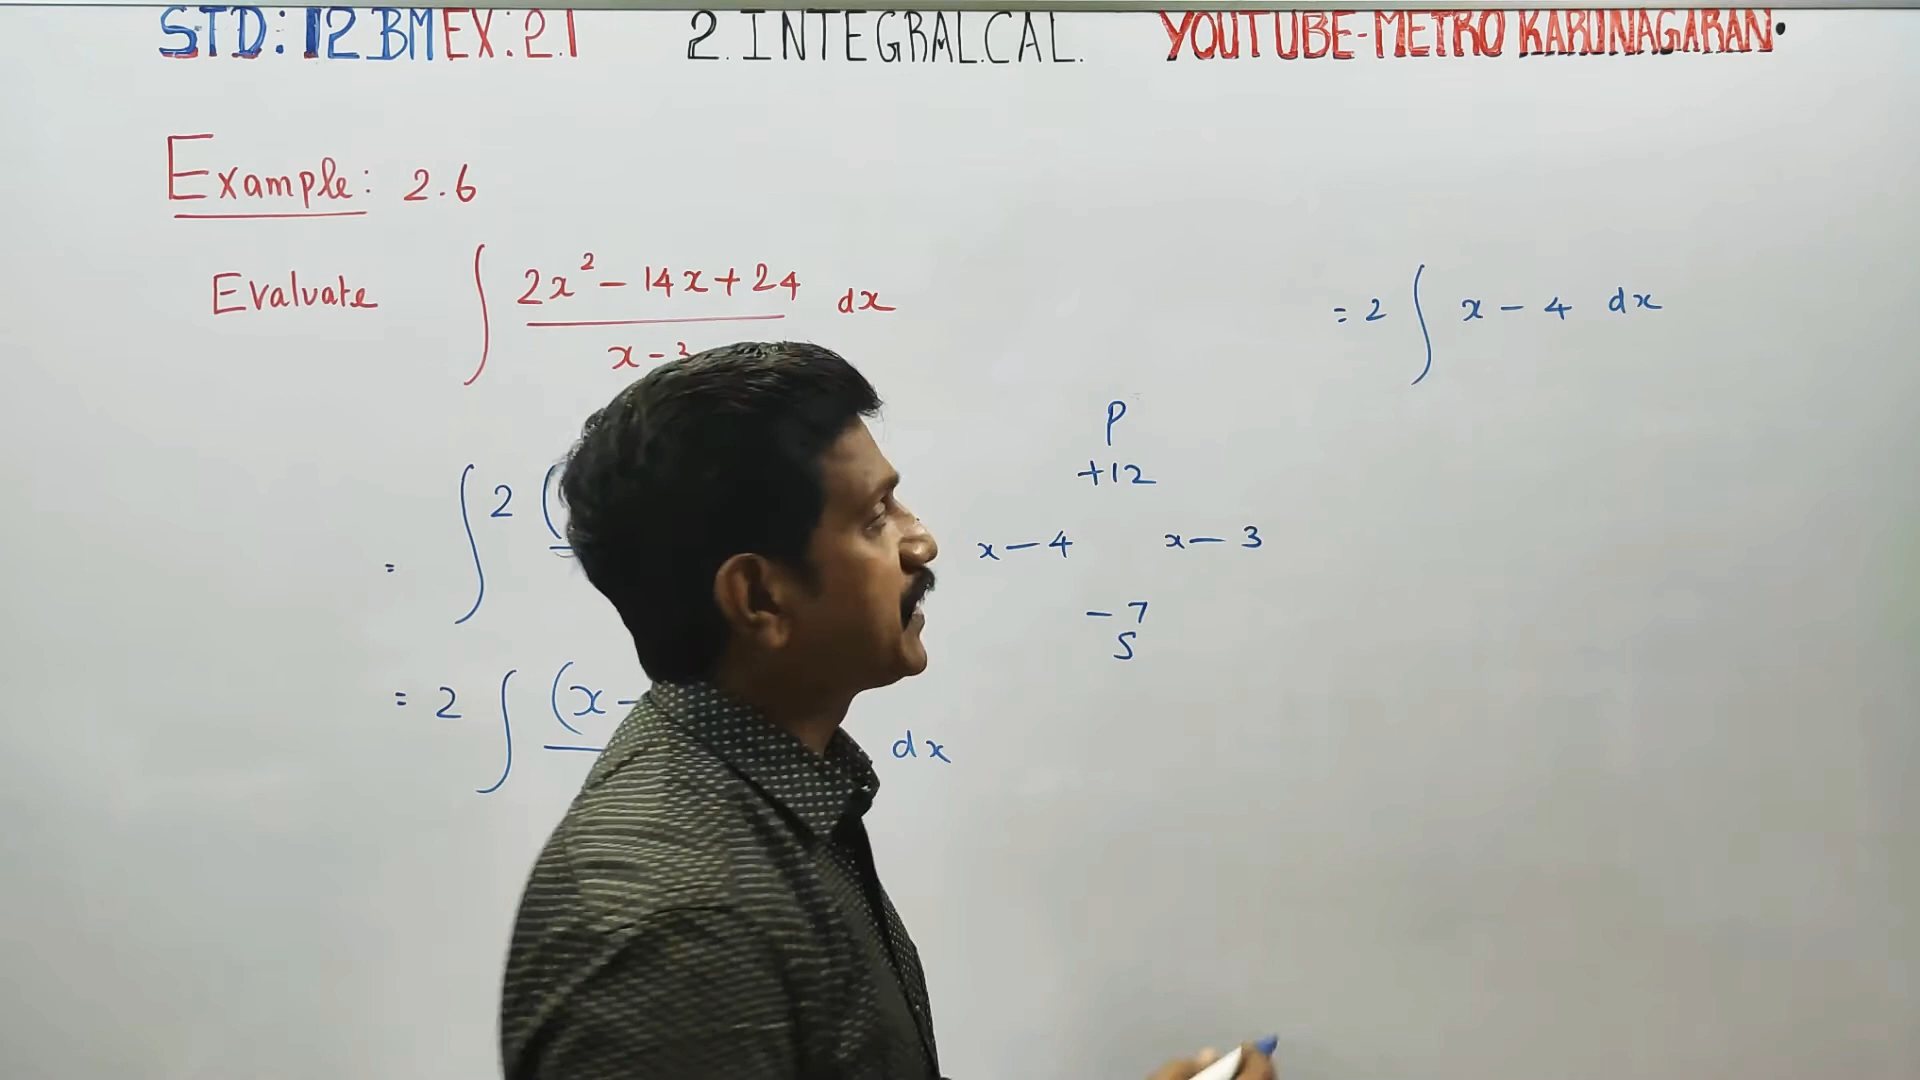 STD: 12 BM EX: 2.1 2. INTEGRAL CAL. YOUTUBE-METRO KARUNAGARAN.
Example: 2.6
Evaluate ∫ 2x² - 14x + 24 dx
x -
= ∫ 2 (
= 2 ∫ (x - dx
P
+12
x - 4 x - 3
- 7
S
= 2 ∫ x - 4 dx